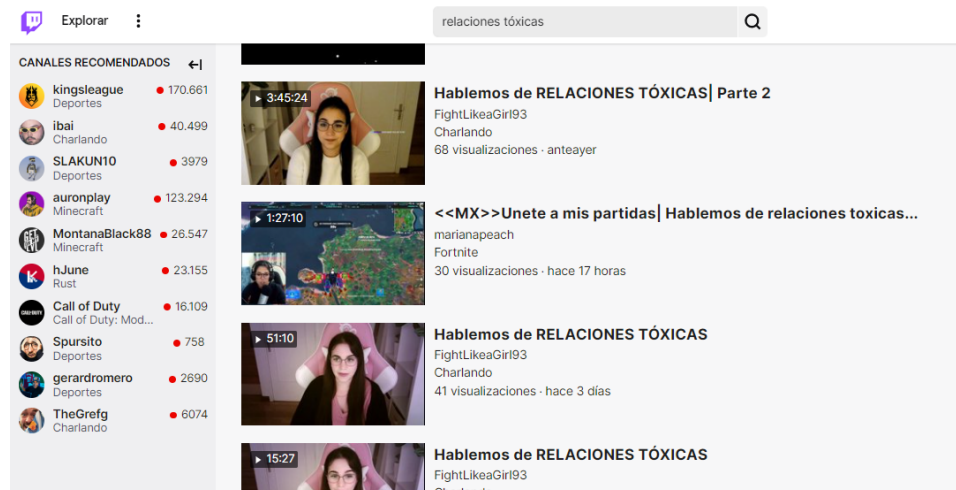 Explorar
relaciones tóxicas
CANALES RECOMENDADOS
kingsleague 170.661
Deportes
ibai 40.499
Charlando
SLAKUN10 3979
Deportes
auronplay 123.294
Minecraft
MontanaBlack88 26.547
Minecraft
hJune 23.155
Rust
Call of Duty 16.109
Call of Duty: Mod...
Spursito 758
Deportes
gerardromero 2690
Deportes
TheGrefg 6074
Charlando
3:45:24
Hablemos de RELACIONES TÓXICAS| Parte 2
FightLikeaGirl93
Charlando
68 visualizaciones · anteayer
1:27:10
<<MX>>Unete a mis partidas| Hablemos de relaciones toxicas...
marianapeach
Fortnite
30 visualizaciones · hace 17 horas
51:10
Hablemos de RELACIONES TÓXICAS
FightLikeaGirl93
Charlando
41 visualizaciones · hace 3 días
15:27
Hablemos de RELACIONES TÓXICAS
FightLikeaGirl93